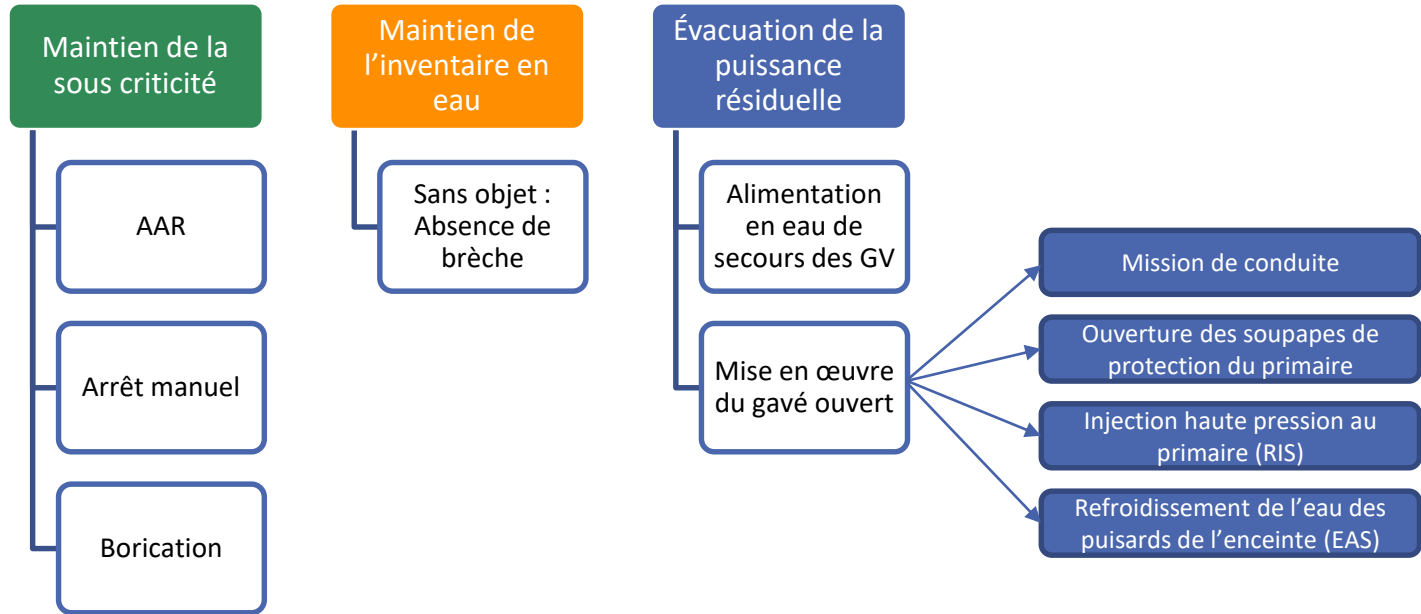 Maintien de la
sous criticité
AAR
Arrêt manuel
Borication
Maintien de
l’inventaire en
eau
Sans objet :
Absence de
brèche
Évacuation de la
puissance
résiduelle
Alimentation
en eau de
secours des GV
Mise en œuvre
du gavé ouvert
Mission de conduite
Ouverture des soupapes de
protection du primaire
Injection haute pression au
primaire (RIS)
Refroidissement de l’eau des
puisards de l’enceinte (EAS)